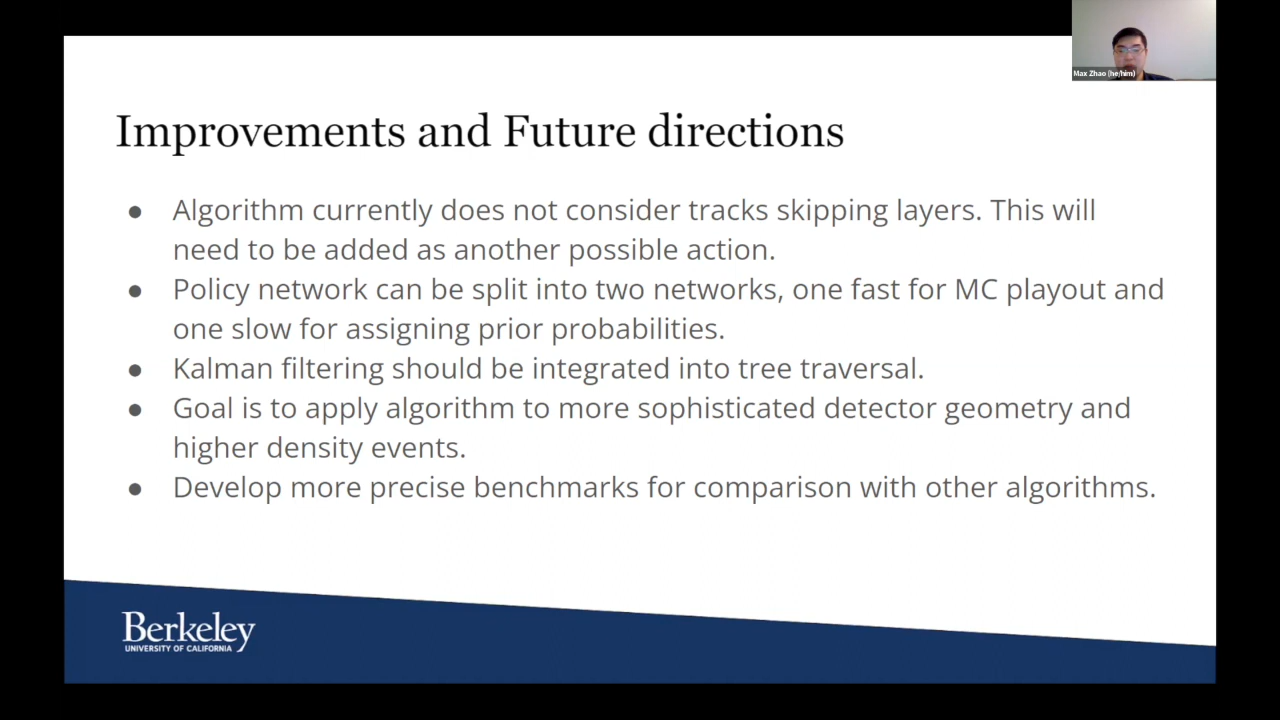 Max Zhao (he/him)
Improvements and Future directions
● Algorithm currently does not consider tracks skipping layers. This will
need to be added as another possible action.
● Policy network can be split into two networks, one fast for MC playout and
one slow for assigning prior probabilities.
● Kalman filtering should be integrated into tree traversal.
● Goal is to apply algorithm to more sophisticated detector geometry and
higher density events.
● Develop more precise benchmarks for comparison with other algorithms.
Berkeley
UNIVERSITY OF CALIFORNIA